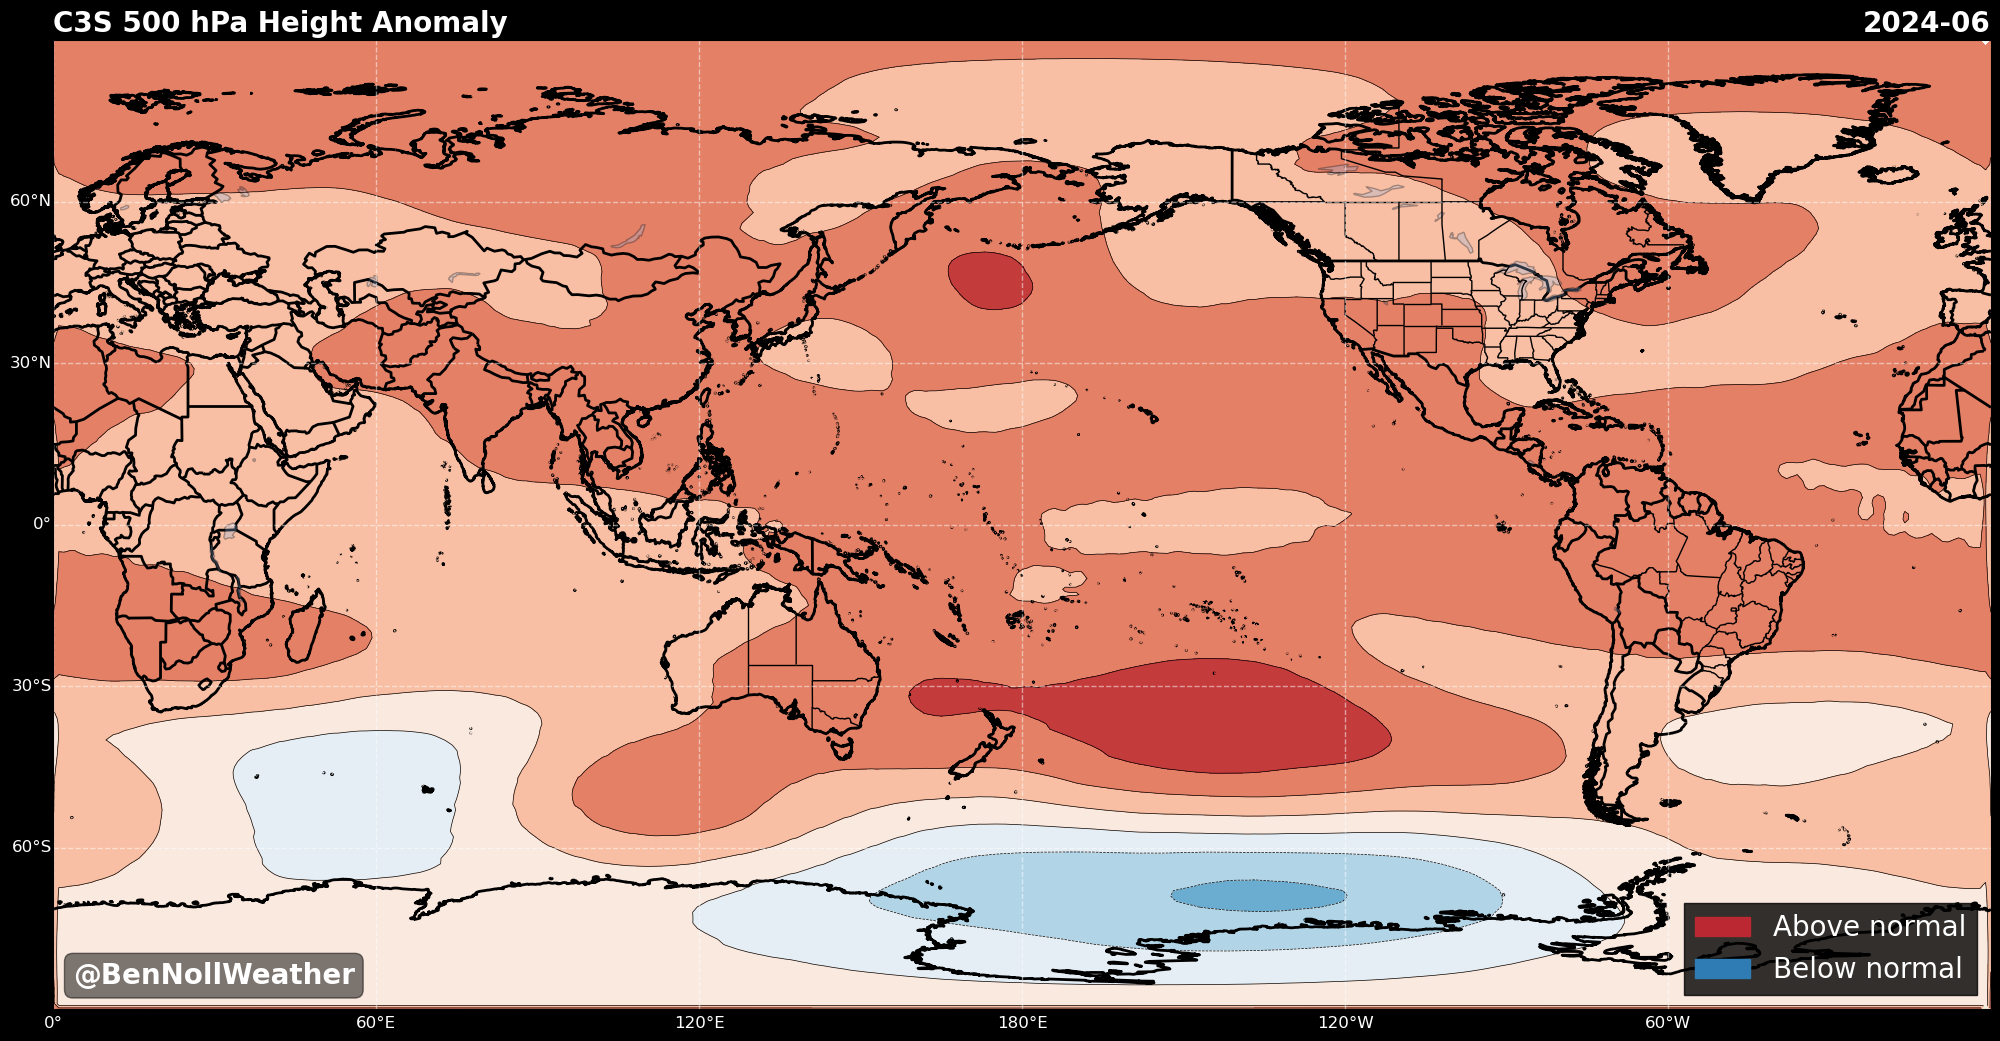 C3S 500 hPa Height Anomaly
2024-06
60°N
30°N
0°
30°S
60°S
@BenNollWeather
Above normal
Below normal
0°
60°E
120°E
180°E
120°W
60°W